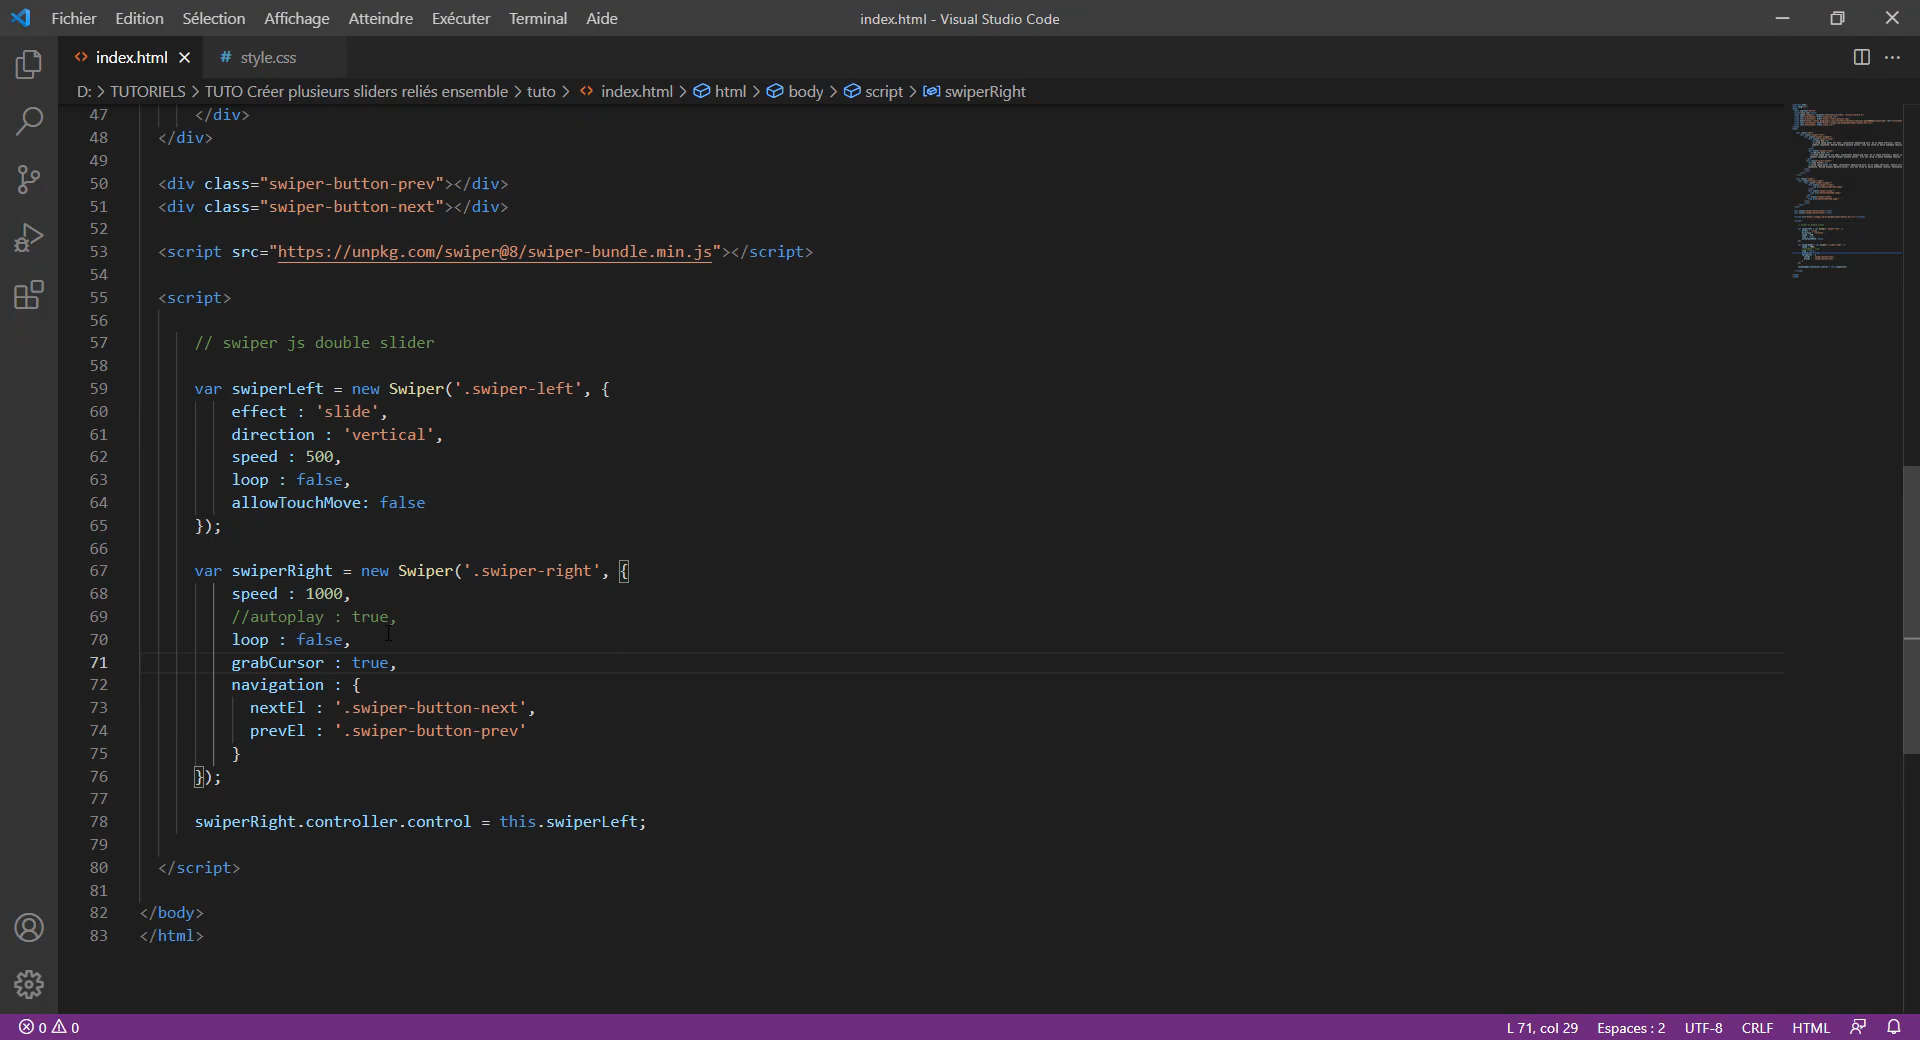 Fichier Edition Sélection Affichage Atteindre Exécuter Terminal Aide index.html - Visual Studio Code
index.html # style.css
D: > TUTORIELS > TUTO Créer plusieurs sliders reliés ensemble > tuto > index.html > html > body > script > swiperRight
47 </div>
48 </div>
49
50 <div class="swiper-button-prev"></div>
51 <div class="swiper-button-next"></div>
52
53 <script src="https://unpkg.com/swiper@8/swiper-bundle.min.js"></script>
54
55 <script>
56
57 // swiper js double slider
58
59 var swiperLeft = new Swiper('.swiper-left', {
60 effect : 'slide',
61 direction : 'vertical',
62 speed : 500,
63 loop : false,
64 allowTouchMove: false
65 });
66
67 var swiperRight = new Swiper('.swiper-right', {
68 speed : 1000,
69 //autoplay : true,
70 loop : false,
71 grabCursor : true,
72 navigation : {
73 nextEl : '.swiper-button-next',
74 prevEl : '.swiper-button-prev'
75 }
76 });
77
78 swiperRight.controller.control = this.swiperLeft;
79
80 </script>
81
82 </body>
83 </html>
0 0 L 71, col 29 Espaces : 2 UTF-8 CRLF HTML